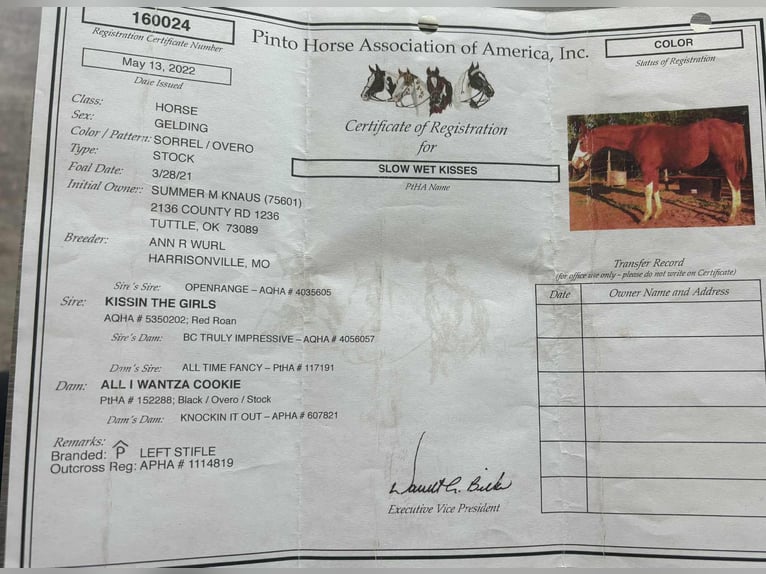 160024
Registration Certificate Number
May 13, 2022
Date Issued
Pinto Horse Association of America, Inc.
Certificate of Registration
for
SLOW WET KISSES
PtHA Name
COLOR
Status of Registration
Class: HORSE
Sex: GELDING
Color / Pattern: SORREL / OVERO
Type: STOCK
Foal Date: 3/28/21
Initial Owner: SUMMER M KNAUS (75601)
2136 COUNTY RD 1236
TUTTLE, OK 73089
Breeder: ANN R WURL
HARRISONVILLE, MO
Sire's Sire: OPENRANGE – AQHA # 4035605
Sire: KISSIN THE GIRLS
AQHA # 5350202; Red Roan
Sire's Dam: BC TRULY IMPRESSIVE – AQHA # 4056057
Dam's Sire: ALL TIME FANCY – PtHA # 117191
Dam: ALL I WANTZA COOKIE
PtHA # 152288; Black / Overo / Stock
Dam's Dam: KNOCKIN IT OUT – APHA # 607821
Remarks:
Branded: P LEFT STIFLE
Outcross Reg: APHA # 1114819
Executive Vice President
Transfer Record
(for office use only – please do not write on Certificate)
Date Owner Name and Address